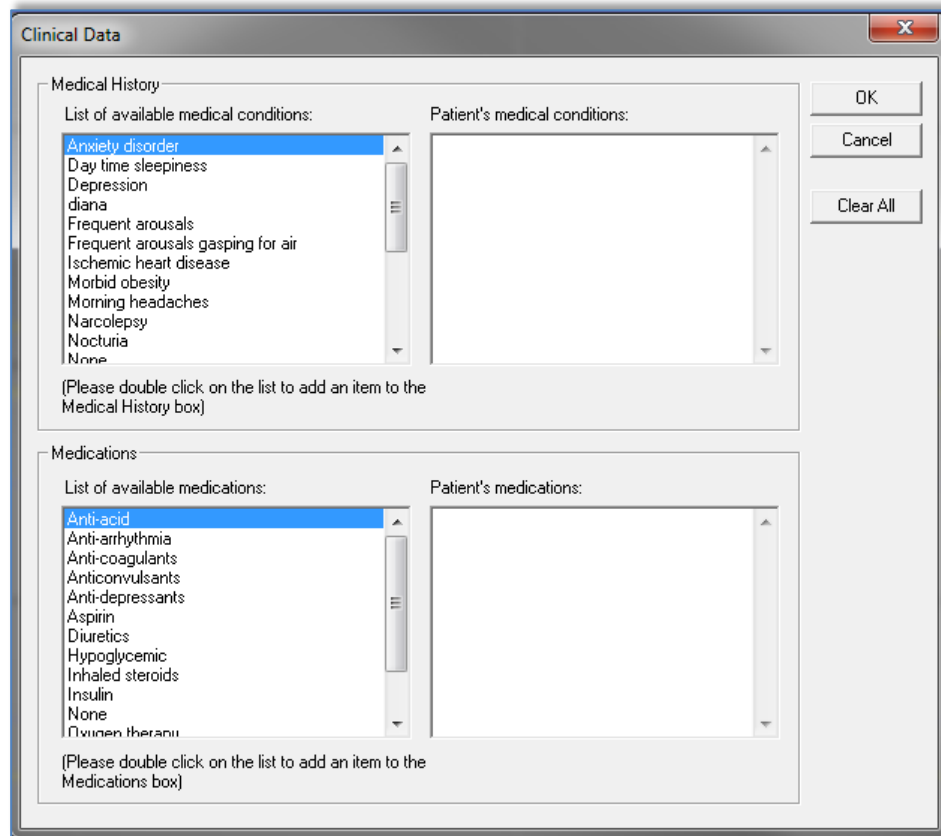 Clinical Data
Medical History
List of available medical conditions:
Anxiety disorder
Day time sleepiness
Depression
diana
Frequent arousals
Frequent arousals gasping for air
Ischemic heart disease
Morbid obesity
Morning headaches
Narcolepsy
Nocturia
None
(Please double click on the list to add an item to the
Medical History box)
Patient's medical conditions:
OK
Cancel
Clear All
Medications
List of available medications:
Anti-acid
Anti-arrhythmia
Anti-coagulants
Anticonvulsants
Anti-depressants
Aspirin
Diuretics
Hypoglycemic
Inhaled steroids
Insulin
None
Oxygen therapy
(Please double click on the list to add an item to the
Medications box)
Patient's medications: